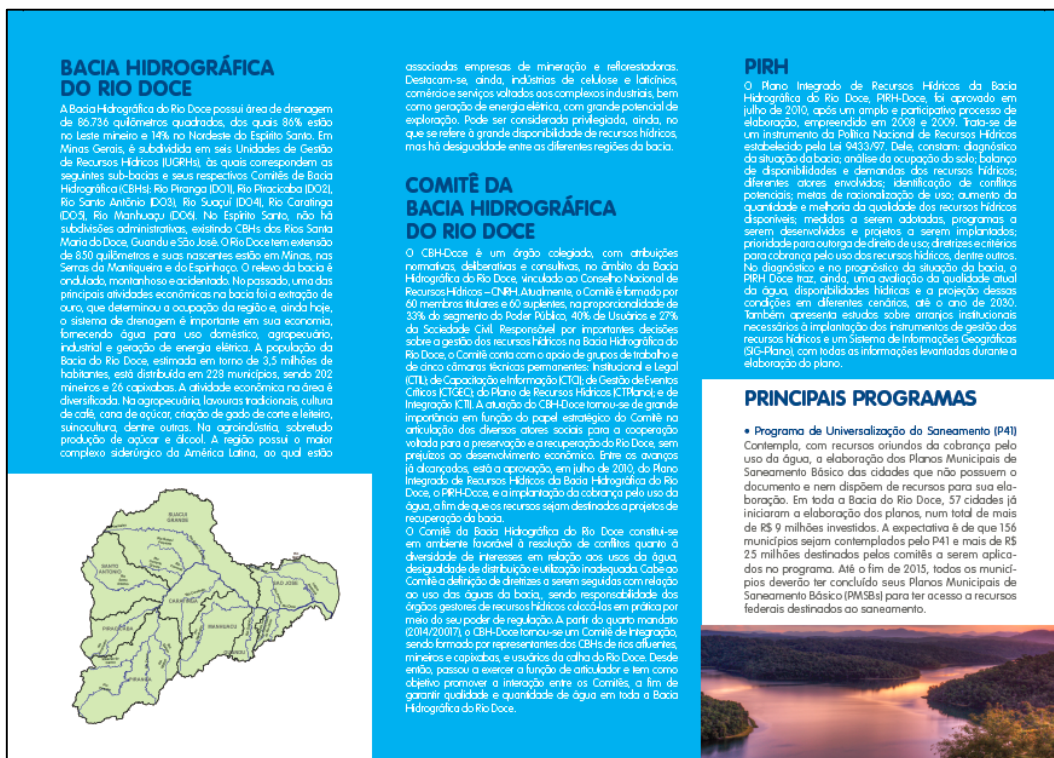 BACIA HIDROGRÁFICA
DO RIO DOCE
A Bacia Hidrográfica do Rio Doce possui área de drenagem
de 86.736 quilômetros quadrados, dos quais 86% estão
no Leste mineiro e 14% no Nordeste do Espírito Santo. Em
Minas Gerais, é subdividida em seis Unidades de Gestão
de Recursos Hídricos (UGRHs), às quais correspondem as
seguintes sub-bacias e seus respectivos Comitês de Bacia
Hidrográfica (CBHs): Rio Piranga (DO1), Rio Piracicaba (DO2),
Rio Santo Antônio (DO3), Rio Suaçuí (DO4), Rio Caratinga
(DO5), Rio Manhuaçu (DO6). No Espírito Santo, não há
subdivisões administrativas, existindo CBHs dos Rios Santa
Maria do Doce, Guandu e São José. O Rio Doce tem extensão
de 850 quilômetros e suas nascentes estão em Minas, nas
Serras da Mantiqueira e do Espinhaço. O relevo da bacia é
ondulado, montanhoso e acidentado. No passado, uma das
principais atividades econômicas na bacia foi a extração de
ouro, que determinou a ocupação da região e, ainda hoje,
o sistema de drenagem é importante em sua economia,
fornecendo água para uso doméstico, agropecuário,
industrial e geração de energia elétrica. A população da
Bacia do Rio Doce, estimada em torno de 3,5 milhões de
habitantes, está distribuída em 228 municípios, sendo 202
mineiros e 26 capixabas. A atividade econômica na área é
diversificada. Na agropecuária, lavouras tradicionais, cultura
de café, cana de açúcar, criação de gado de corte e leiteiro,
suinocultura, dentre outras. Na agroindústria, sobretudo
produção de açúcar e álcool. A região possui o maior
complexo siderúrgico da América Latina, ao qual estão
SUACUI
GRANDE
SANTO
ANTONIO
CARATINGA
SAO JOSE
PIRACICABA
MANHUACU
GUANDU
PIRANGA
associadas empresas de mineração e reflorestadoras.
Destacam-se, ainda, indústrias de celulose e laticínios,
comércio e serviços voltados aos complexos industriais, bem
como geração de energia elétrica, com grande potencial de
exploração. Pode ser considerada privilegiada, ainda, no
que se refere à grande disponibilidade de recursos hídricos,
mas há desigualdade entre as diferentes regiões da bacia.
COMITÊ DA
BACIA HIDROGRÁFICA
DO RIO DOCE
O CBH-Doce é um órgão colegiado, com atribuições
normativas, deliberativas e consultivas, no âmbito da Bacia
Hidrográfica do Rio Doce, vinculado ao Conselho Nacional de
Recursos Hídricos – CNRH. Atualmente, o Comitê é formado por
60 membros titulares e 60 suplentes, na proporcionalidade de
33% do segmento do Poder Público, 40% de Usuários e 27%
da Sociedade Civil. Responsável por importantes decisões
sobre a gestão dos recursos hídricos na Bacia Hidrográfica do
Rio Doce, o Comitê conta com o apoio de grupos de trabalho e
de cinco câmaras técnicas permanentes: Institucional e Legal
(CTIL); de Capacitação e Informação (CTCI); de Gestão de Eventos
Críticos (CTGEC); do Plano de Recursos Hídricos (CTPlano); e de
Integração (CTI). A atuação do CBH-Doce tornou-se de grande
importância em função do papel estratégico do Comitê na
articulação dos diversos atores sociais para a cooperação
voltada para a preservação e a recuperação do Rio Doce, sem
prejuízos ao desenvolvimento econômico. Entre os avanços
já alcançados, está a aprovação, em julho de 2010, do Plano
Integrado de Recursos Hídricos da Bacia Hidrográfica do Rio
Doce, o PIRH-Doce, e a implantação da cobrança pelo uso da
água, a fim de que os recursos sejam destinados a projetos de
recuperação da bacia.
O Comitê da Bacia Hidrográfica do Rio Doce constitui-se
em ambiente favorável à resolução de conflitos quanto à
diversidade de interesses em relação aos usos da água,
desigualdade de distribuição e utilização inadequada. Cabe ao
Comitê a definição de diretrizes a serem seguidas com relação
ao uso das águas da bacia, sendo responsabilidade dos
órgãos gestores de recursos hídricos colocá-las em prática por
meio do seu poder de regulação. A partir do quarto mandato
(2014/20017), o CBH-Doce tornou-se um Comitê de Integração,
sendo formado por representantes dos CBHs de rios afluentes,
mineiros e capixabas, e usuários da calha do Rio Doce. Desde
então, passou a exercer a função de articulador e tem como
objetivo promover a interação entre os Comitês, a fim de
garantir qualidade e quantidade de água em toda a Bacia
Hidrográfica do Rio Doce.
PIRH
O Plano Integrado de Recursos Hídricos da Bacia
Hidrográfica do Rio Doce, PIRH-Doce, foi aprovado em
julho de 2010, após um amplo e participativo processo de
elaboração, empreendido em 2008 e 2009. Trata-se de
um instrumento da Política Nacional de Recursos Hídricos
estabelecido pela Lei 9433/97. Dele, constam: diagnóstico
da situação da bacia; análise da ocupação do solo; balanço
de disponibilidades e demandas dos recursos hídricos;
diferentes atores envolvidos; identificação de conflitos
potenciais; metas de racionalização de uso; aumento da
quantidade e melhoria da qualidade dos recursos hídricos
disponíveis; medidas a serem adotadas, programas a
serem desenvolvidos e projetos a serem implantados;
prioridade para outorga de direito de uso; diretrizes e critérios
para cobrança pelo uso dos recursos hídricos, dentre outros.
No diagnóstico e no prognóstico da situação da bacia, o
PIRH Doce traz, ainda, uma avaliação da qualidade atual
da água, disponibilidades hídricas e a projeção dessas
condições em diferentes cenários, até o ano de 2030.
Também apresenta estudos sobre arranjos institucionais
necessários à implantação dos instrumentos de gestão dos
recursos hídricos e um Sistema de Informações Geográficas
(SIG-Plano), com todas as informações levantadas durante a
elaboração do plano.
PRINCIPAIS PROGRAMAS
• Programa de Universalização do Saneamento (P41)
Contempla, com recursos oriundos da cobrança pelo
uso da água, a elaboração dos Planos Municipais de
Saneamento Básico das cidades que não possuem o
documento e nem dispõem de recursos para sua ela-
boração. Em toda a Bacia do Rio Doce, 57 cidades já
iniciaram a elaboração dos planos, num total de mais
de R$ 9 milhões investidos. A expectativa é de que 156
municípios sejam contemplados pelo P41 e mais de R$
25 milhões destinados pelos comitês a serem aplica-
dos no programa. Até o fim de 2015, todos os municí-
pios deverão ter concluído seus Planos Municipais de
Saneamento Básico (PMSBs) para ter acesso a recursos
federais destinados ao saneamento.